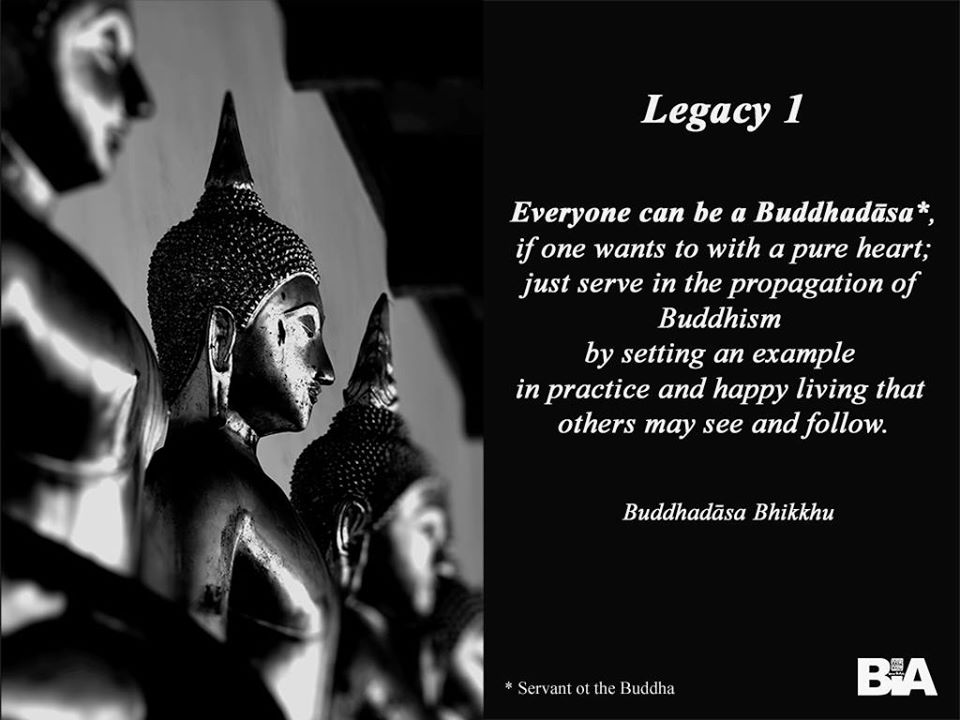 Legacy 1
Everyone can be a Buddhadāsa*,
if one wants to with a pure heart;
just serve in the propagation of
Buddhism
by setting an example
in practice and happy living that
others may see and follow.
Buddhadāsa Bhikkhu
* Servant ot the Buddha
BiA